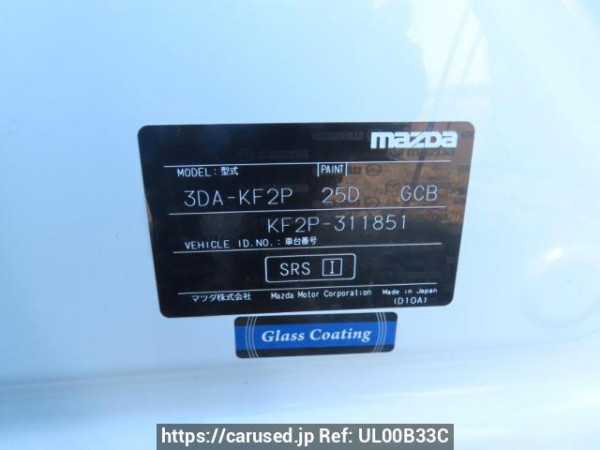 mazda
MODEL: 型式 PAINT
3DA-KF2P 25D GCB
KF2P-311851
VEHICLE ID.NO.: 車台番号
SRS I
マツダ株式会社 Mazda Motor Corporation Made in Japan
(D10A)
Glass Coating
https://carused.jp Ref: UL00B33C